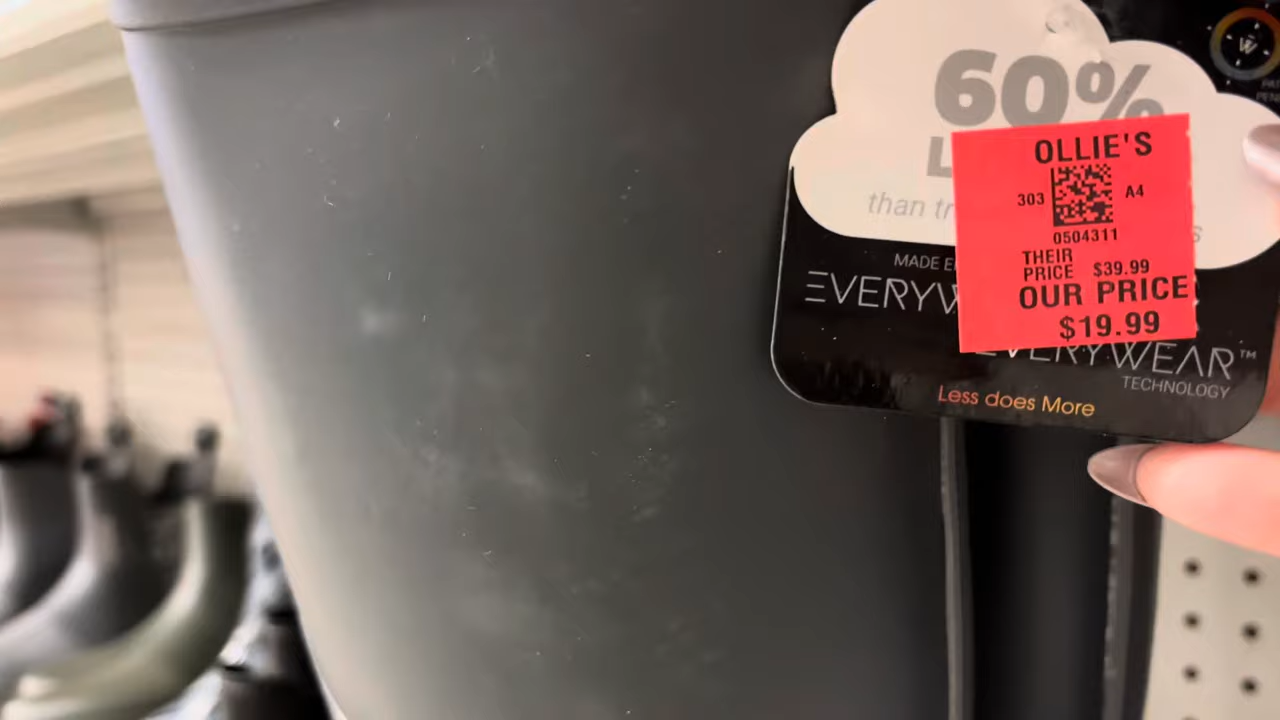 60%
L
than tr
s
OLLIE'S
303
A4
0504311
THEIR
PRICE $39.99
OUR PRICE
$19.99
MADE E
EVERYW
EVERYWEAR™
TECHNOLOGY
Less does More
W